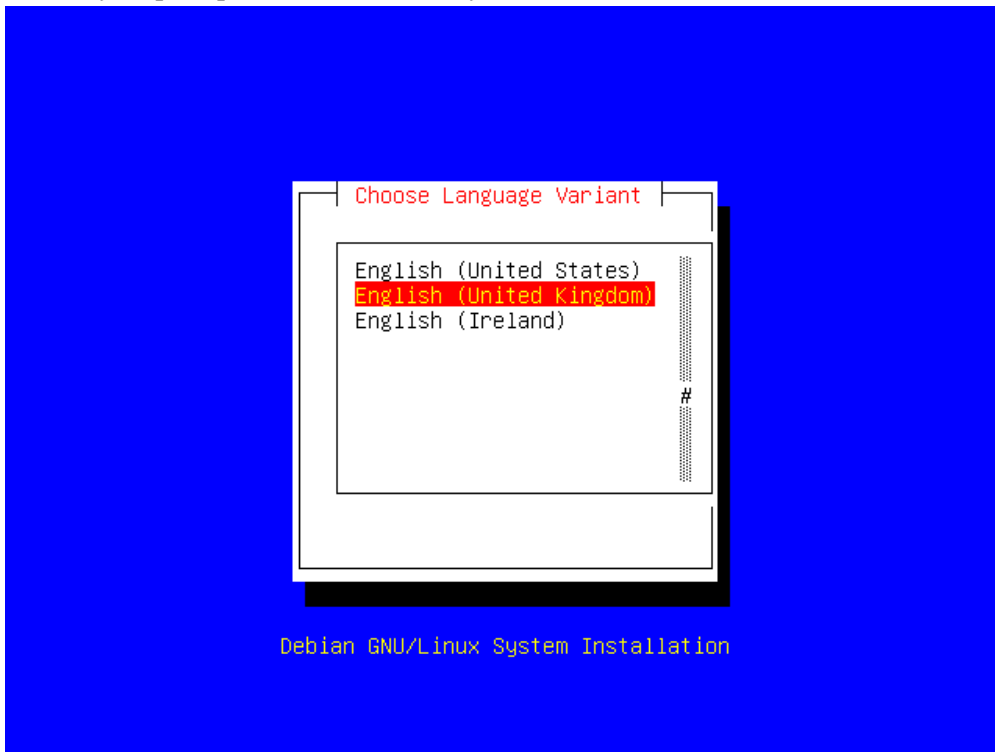 Choose Language Variant
English (United States)
English (United Kingdom)
English (Ireland)
#
Debian GNU/Linux System Installation